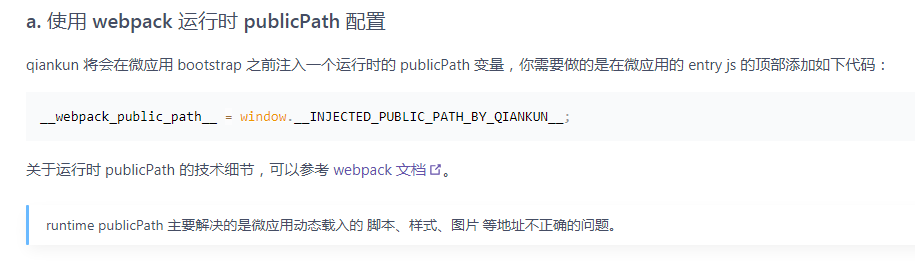 a. 使用 webpack 运行时 publicPath 配置
qiankun 将会在微应用 bootstrap 之前注入一个运行时的 publicPath 变量，你需要做的是在微应用的 entry js 的顶部添加如下代码：
__webpack_public_path__ = window.__INJECTED_PUBLIC_PATH_BY_QIANKUN__;
关于运行时 publicPath 的技术细节，可以参考 webpack 文档。
runtime publicPath 主要解决的是微应用动态载入的 脚本、样式、图片 等地址不正确的问题。